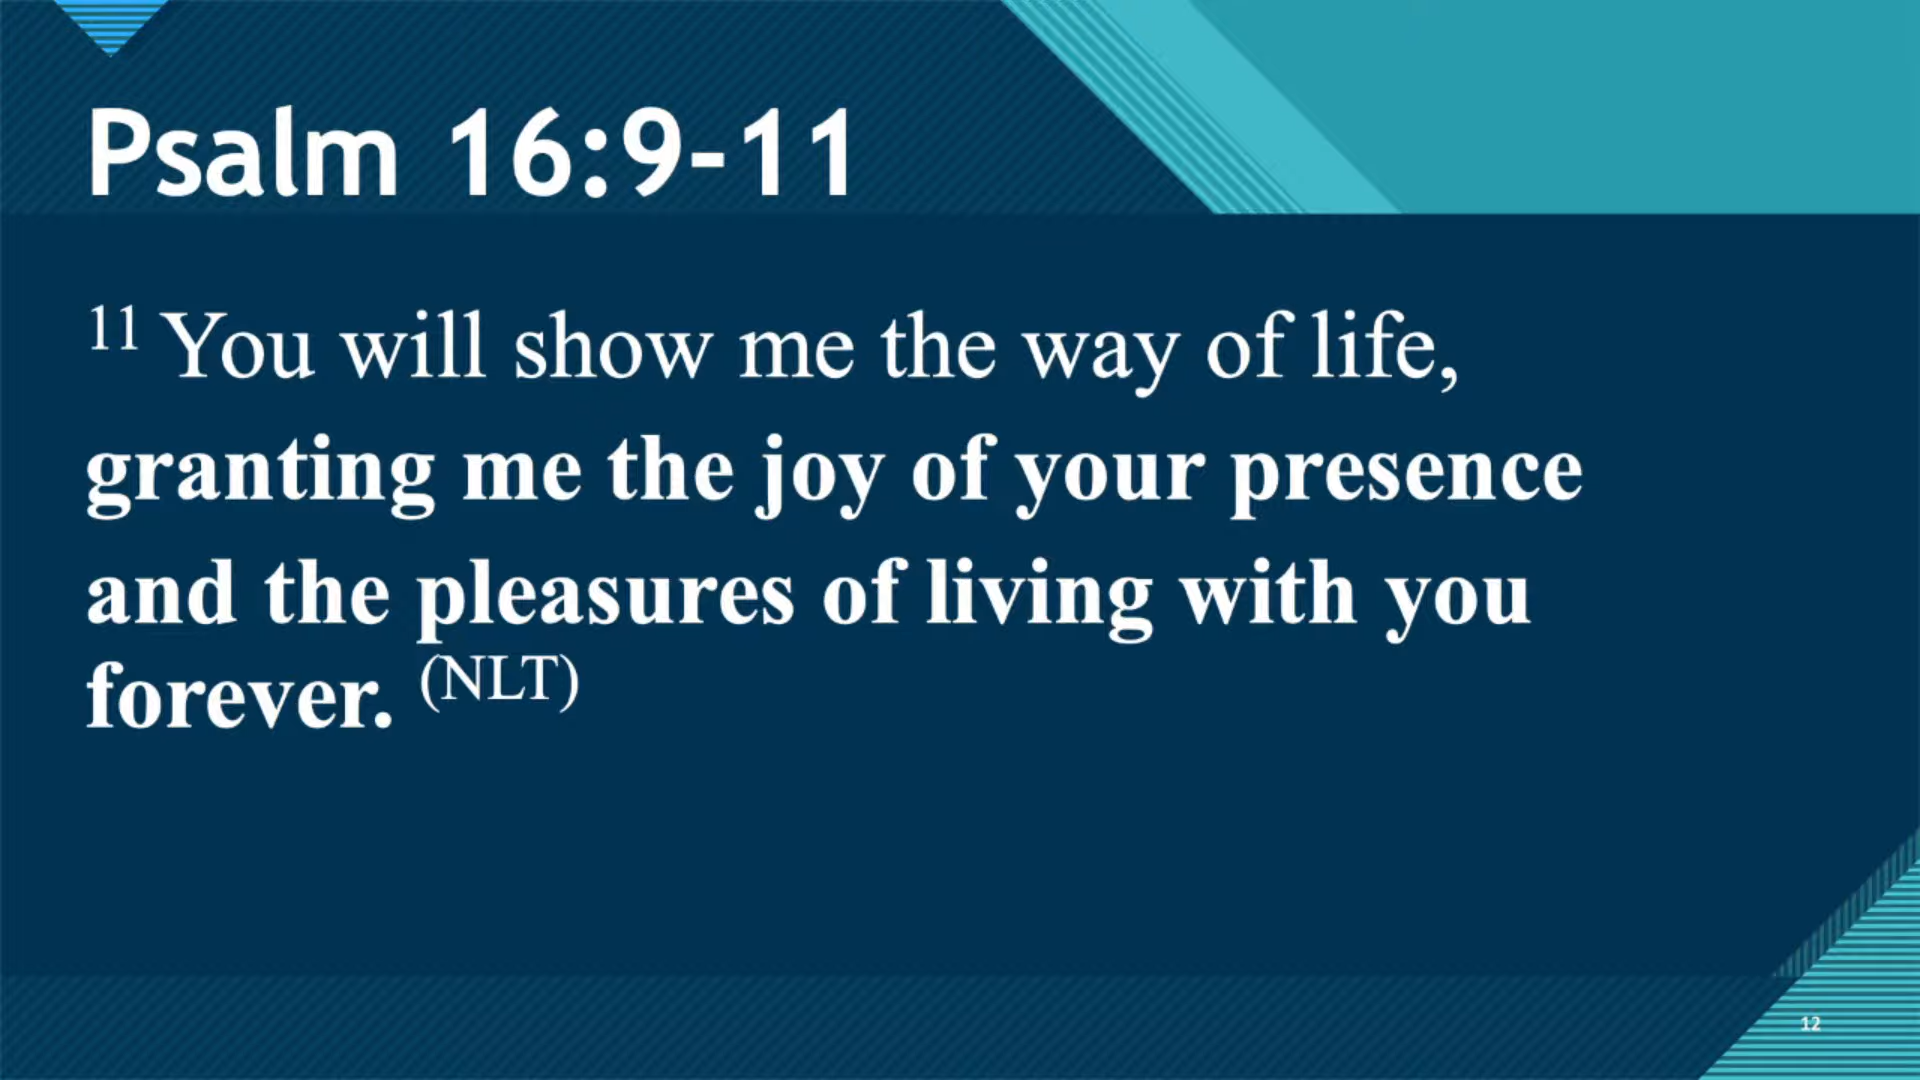 Psalm 16:9-11
11 You will show me the way of life,
granting me the joy of your presence
and the pleasures of living with you
forever. (NLT)
12